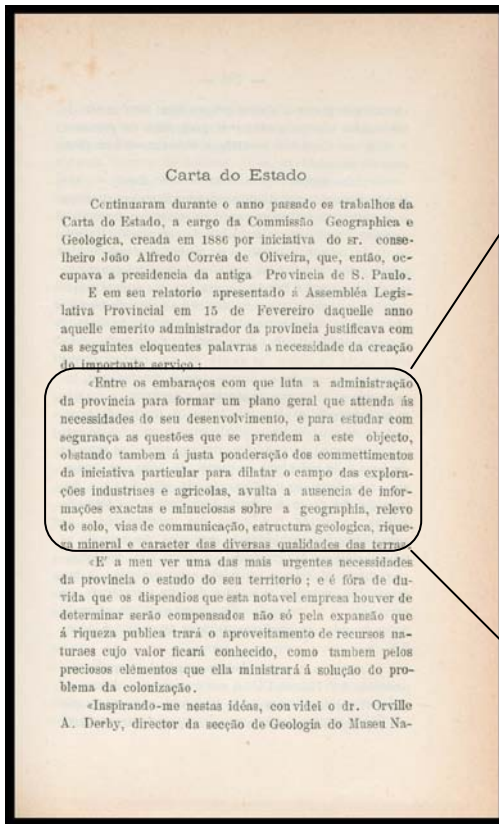 Carta do Estado
Continuaram durante o anno passado os trabalhos da
Carta do Estado, a cargo da Commissão Geographica e
Geologica, creada em 1886 por iniciativa do sr. conse-
lheiro João Alfredo Corrêa de Oliveira, que, então, oc-
cupava a presidencia da antiga Provincia de S. Paulo.
E em seu relatorio apresentado á Assembléa Legis-
lativa Provincial em 15 de Fevereiro daquelle anno
aquelle emerito administrador da provincia justificava com
as seguintes eloquentes palavras a necessidade da creação
do importante serviço:
«Entre os embaraços com que luta a administração
da provincia para formar um plano geral que attenda ás
necessidades do seu desenvolvimento, e para estudar com
segurança as questões que se prendem a este objecto,
obstando tambem á justa ponderação dos commettimentos
da iniciativa particular para dilatar o campo das explora-
ções industriaes e agricolas, avulta a ausencia de infor-
mações exactas e minuciosas sobre a geographia, relevo
do solo, vias de communicação, estructura geologica, rique-
za mineral e caracter das diversas qualidades das terras.
«E' a meu ver uma das mais urgentes necessidades
da provincia o estudo do seu territorio; e é fóra de du-
vida que os dispendios que esta notavel empresa houver de
determinar serão compensados não só pela expansão que
á riqueza publica trará o aproveitamento de recursos na-
turaes cujo valor ficará conhecido, como tambem pelos
preciosos elementos que ella ministrará á solução do pro-
blema da colonização.
«Inspirando-me nestas idéas, convidei o dr. Orville
A. Derby, director da secção de Geologia do Museu Na-